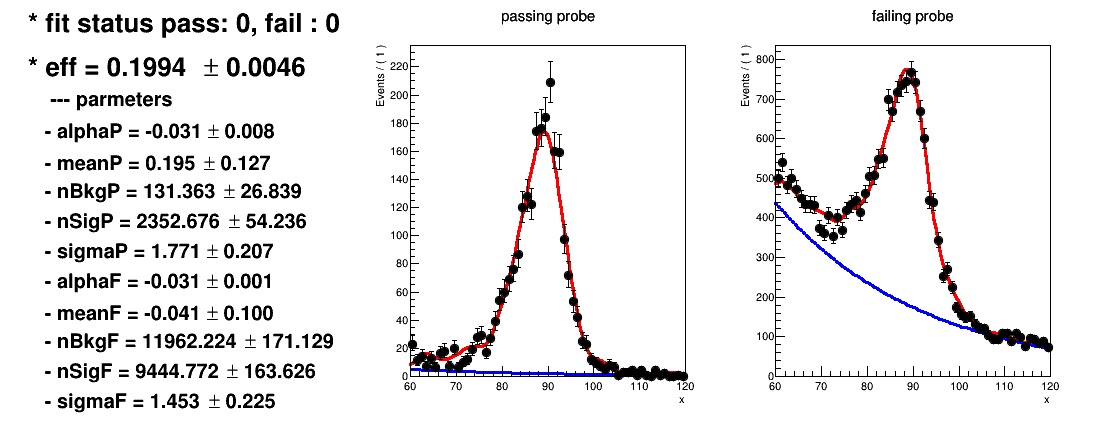 * fit status pass: 0, fail : 0
* eff = 0.1994 ± 0.0046
--- parmeters
- alphaP = -0.031 ± 0.008
- meanP = 0.195 ± 0.127
- nBkgP = 131.363 ± 26.839
- nSigP = 2352.676 ± 54.236
- sigmaP = 1.771 ± 0.207
- alphaF = -0.031 ± 0.001
- meanF = -0.041 ± 0.100
- nBkgF = 11962.224 ± 171.129
- nSigF = 9444.772 ± 163.626
- sigmaF = 1.453 ± 0.225
passing probe
Events / ( 1 )
220
200
180
160
140
120
100
80
60
40
20
0
60 70 80 90 100 110 120
x
failing probe
Events / ( 1 )
800
700
600
500
400
300
200
100
0
60 70 80 90 100 110 120
x